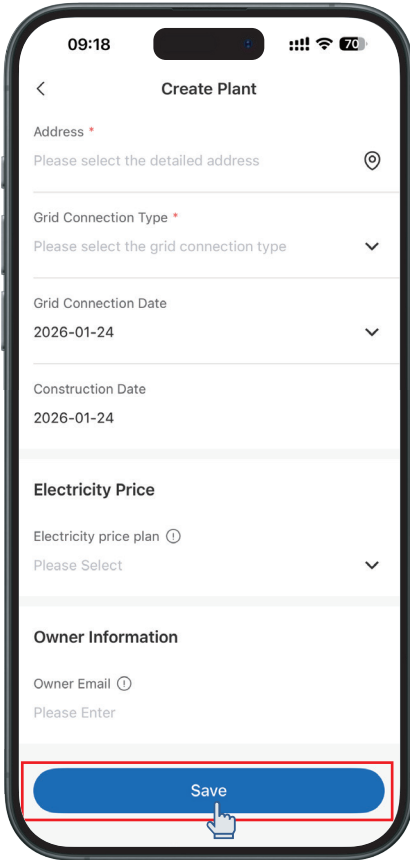 09:18
70
Create Plant
Address *
Please select the detailed address
Grid Connection Type *
Please select the grid connection type
Grid Connection Date
2026-01-24
Construction Date
2026-01-24
Electricity Price
Electricity price plan
Please Select
Owner Information
Owner Email
Please Enter
Save